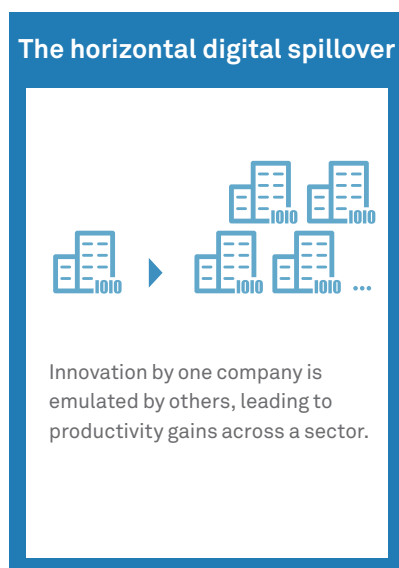 The horizontal digital spillover
1010 1010
1010 1010 1010 ...
Innovation by one company is
emulated by others, leading to
productivity gains across a sector.